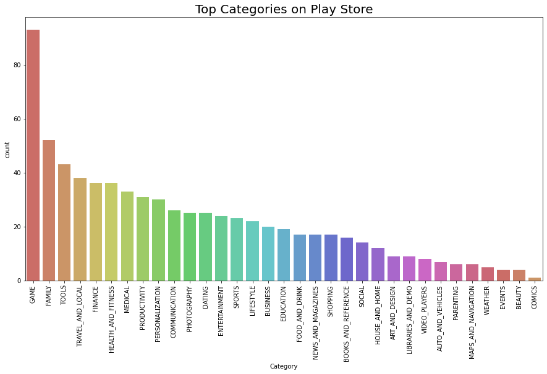 Top Categories on Play Store
count
80
60
40
20
0
GAME
FAMILY
TOOLS
TRAVEL_AND_LOCAL
FINANCE
HEALTH_AND_FITNESS
MEDICAL
PRODUCTIVITY
PERSONALIZATION
COMMUNICATION
PHOTOGRAPHY
DATING
ENTERTAINMENT
SPORTS
LIFESTYLE
BUSINESS
EDUCATION
FOOD_AND_DRINK
NEWS_AND_MAGAZINES
SHOPPING
BOOKS_AND_REFERENCE
SOCIAL
HOUSE_AND_HOME
ART_AND_DESIGN
LIBRARIES_AND_DEMO
VIDEO_PLAYERS
AUTO_AND_VEHICLES
PARENTING
MAPS_AND_NAVIGATION
WEATHER
EVENTS
BEAUTY
COMICS
Category